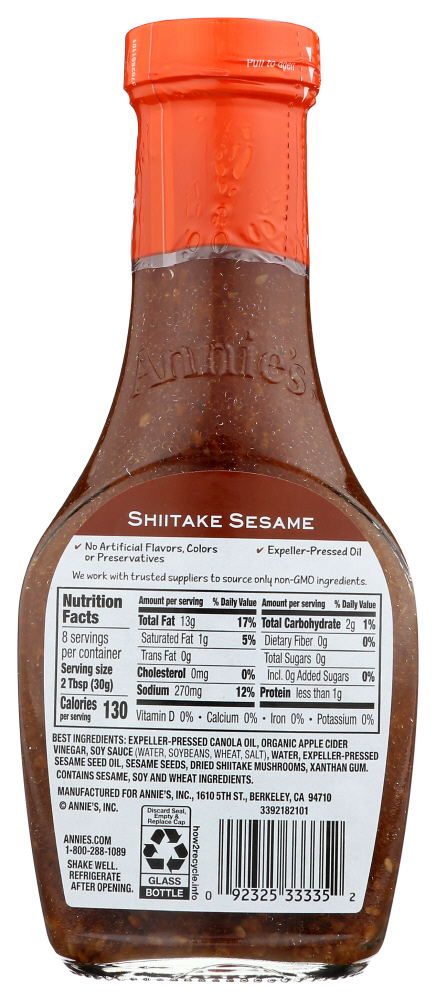 Pull to open
Annie's
SHIITAKE SESAME
✔ No Artificial Flavors, Colors
or Preservatives
✔ Expeller-Pressed Oil
We work with trusted suppliers to source only non-GMO ingredients.
Nutrition
Facts
8 servings
per container
Serving size
2 Tbsp (30g)
Calories
per serving 130
Amount per serving % Daily Value
Total Fat 13g 17%
Saturated Fat 1g 5%
Trans Fat 0g
Cholesterol 0mg 0%
Sodium 270mg 12%
Amount per serving % Daily Value
Total Carbohydrate 2g 1%
Dietary Fiber 0g 0%
Total Sugars 0g
Incl. 0g Added Sugars 0%
Protein less than 1g
Vitamin D 0% • Calcium 0% • Iron 0% • Potassium 0%
BEST INGREDIENTS: EXPELLER-PRESSED CANOLA OIL, ORGANIC APPLE CIDER
VINEGAR, SOY SAUCE (WATER, SOYBEANS, WHEAT, SALT), WATER, EXPELLER-PRESSED
SESAME SEED OIL, SESAME SEEDS, DRIED SHIITAKE MUSHROOMS, XANTHAN GUM.
CONTAINS SESAME, SOY AND WHEAT INGREDIENTS.
MANUFACTURED FOR ANNIE'S, INC., 1610 5TH ST., BERKELEY, CA 94710
© ANNIE'S, INC.
3392182101
ANNIES.COM
1-800-288-1089
SHAKE WELL.
REFRIGERATE
AFTER OPENING.
Discard Seal,
Empty &
Replace Cap
GLASS
BOTTLE
how2recycle.info
0 92325 33335 2